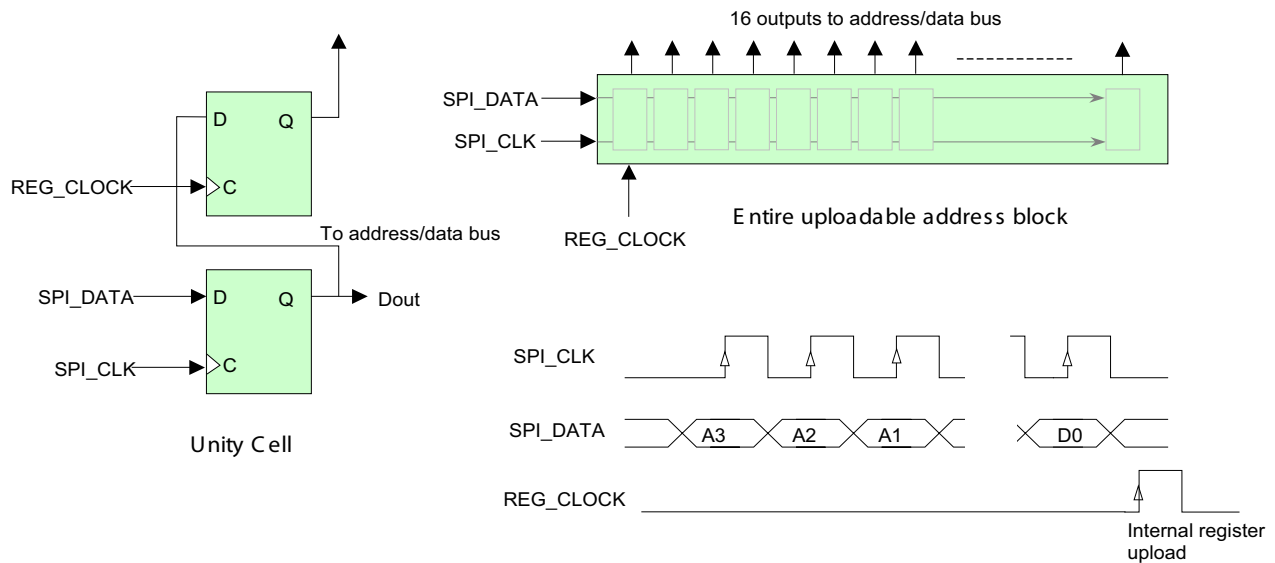 16 outputs to address/data bus
D Q
REG_CLOCK
C
To address/data bus
SPI_DATA
D Q
Dout
SPI_CLK
C
Unity Cell
SPI_DATA
SPI_CLK
REG_CLOCK
Entire uploadable address block
SPI_CLK
SPI_DATA
A3 A2 A1 D0
REG_CLOCK
Internal register
upload